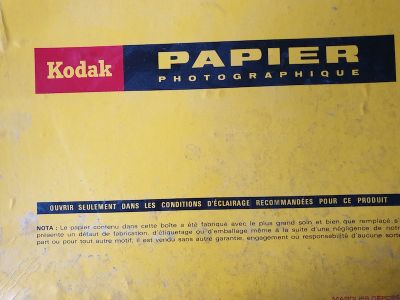 Kodak PAPIER
PHOTOGRAPHIQUE
OUVRIR SEULEMENT DANS LES CONDITIONS D'ÉCLAIRAGE RECOMMANDÉES POUR CE PRODUIT
NOTA : Le papier contenu dans cette boîte a été fabriqué avec le plus grand soin et bien que remplacé s'
présente un défaut de fabrication, d'étiquetage ou d'emballage même à la suite d'une négligence de notr
part ou pour tout autre motif, il est vendu sans autre garantie, engagement ou responsabilité d'aucune sorte
MARQUES DÉPOSÉ